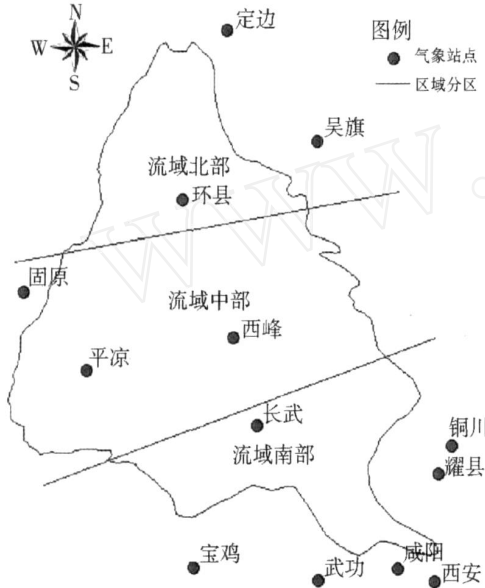 N
定边
图例
W
E
气象站点
S
区域分区
吴旗
流域北部
环县
WWW.
固原
流域中部
西峰
平凉
长武
铜川
流域南部
耀县
宝鸡
武功
咸阳
西安